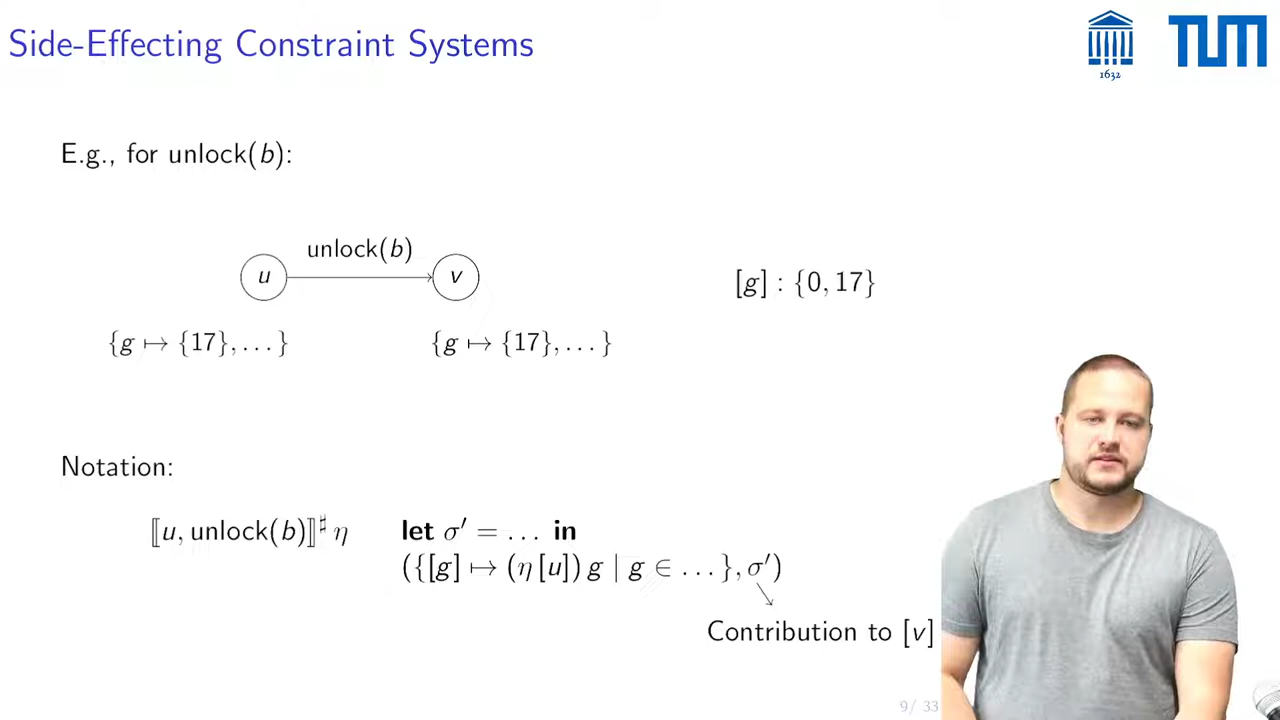 Side-Effecting Constraint Systems
1632
TUM
E.g., for unlock(b):
unlock(b)
u
v
[g] : {0, 17}
{g ↦ {17}, . . . }
{g ↦ {17}, . . . }
Notation:
⟦u, unlock(b)⟧♯ η let σ′ = . . . in
({[g] ↦ (η [u]) g | g ∈ . . . }, σ′)
Contribution to [v]
9/ 33